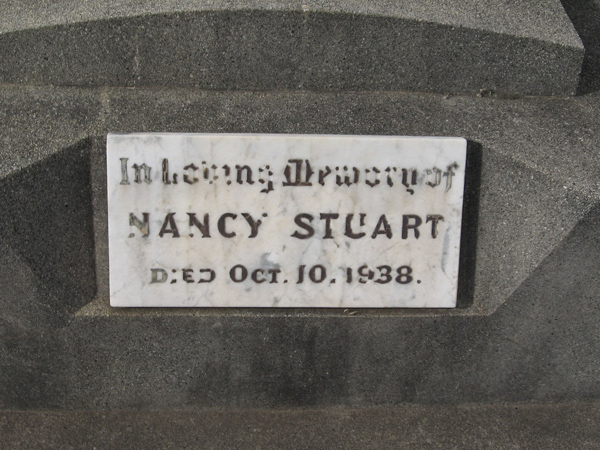 In Loving Memory of
NANCY STUART
DIED OCT. 10. 1938.